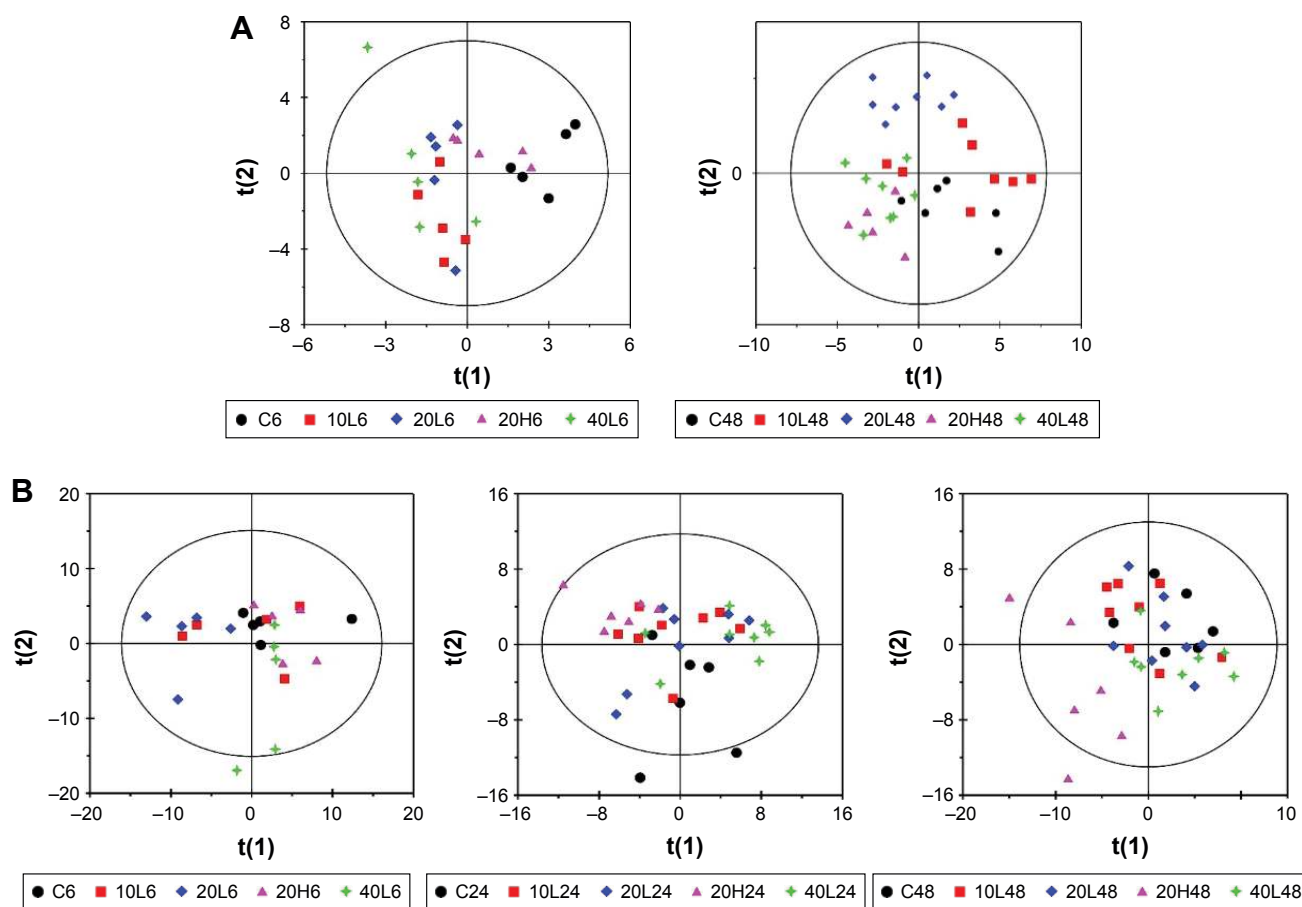 A
8
4
0
–4
–8
t(2)
–6 –3 0 3 6
t(1)
C6 10L6 20L6 20H6 40L6
0
t(2)
–10 –5 0 5 10
t(1)
C48 10L48 20L48 20H48 40L48
B
20
10
0
–10
–20
t(2)
–20 –10 0 10 20
t(1)
C6 10L6 20L6 20H6 40L6
16
8
0
–8
–16
t(2)
–16 –8 0 8 16
t(1)
C24 10L24 20L24 20H24 40L24
16
8
0
–8
–16
t(2)
–20 –10 0 10
t(1)
C48 10L48 20L48 20H48 40L48